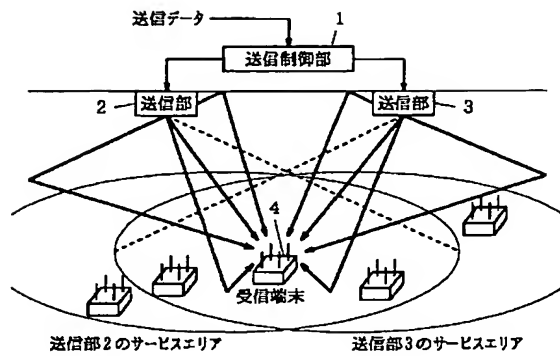 送信データ
1
送信制御部
2
送信部
送信部
3
4
受信端末
送信部2のサービスエリア
送信部3のサービスエリア